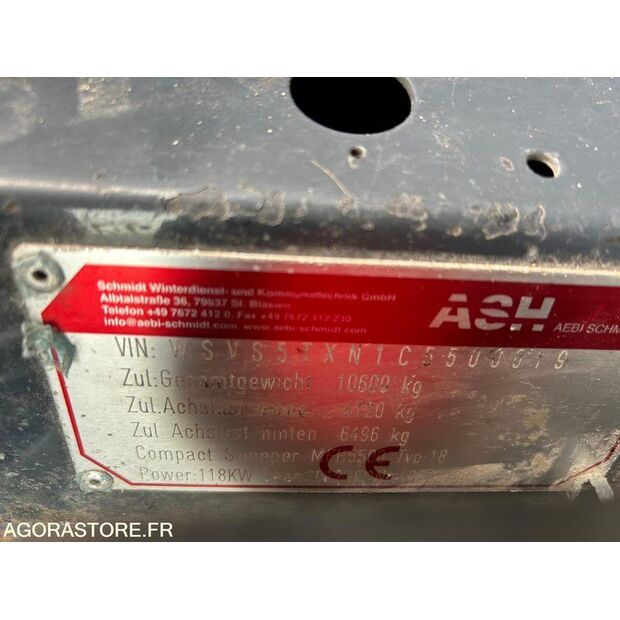 Schmidt Winterdienst- und Kommunaltechnik GmbH
Albtalstraße 36, 79837 St. Blasien
Telefon +49 7672 412 0, Fax +49 7672 412 230
info@aebi-schmidt.com www.aebi-schmidt.com
ASH
AEBI SCHM
VIN:
Zul. Gesamtgewicht 10600 kg
Zul. Achslast kg
Zul Achslast hinten 6496 kg
Compact Sweeper Typ-18
Power: 118KW
CE
AGORASTORE.FR